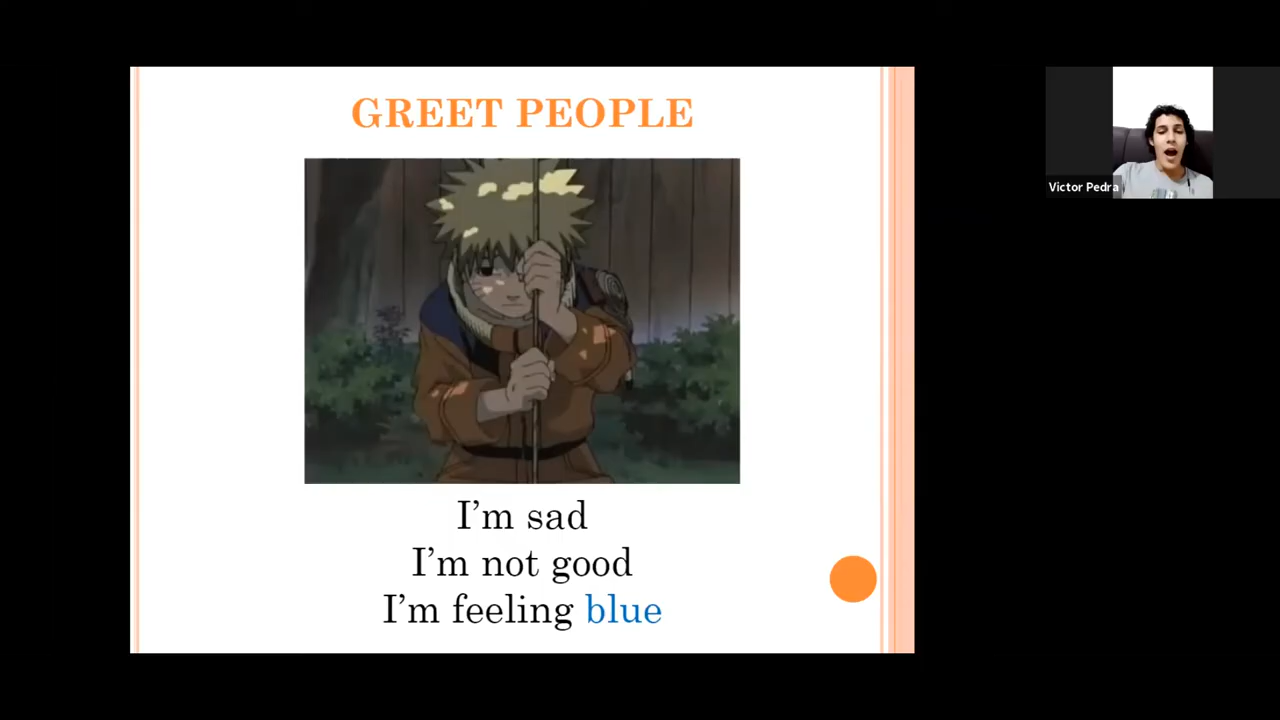 GREET PEOPLE
I'm sad
I'm not good
I'm feeling blue
Victor Pedra